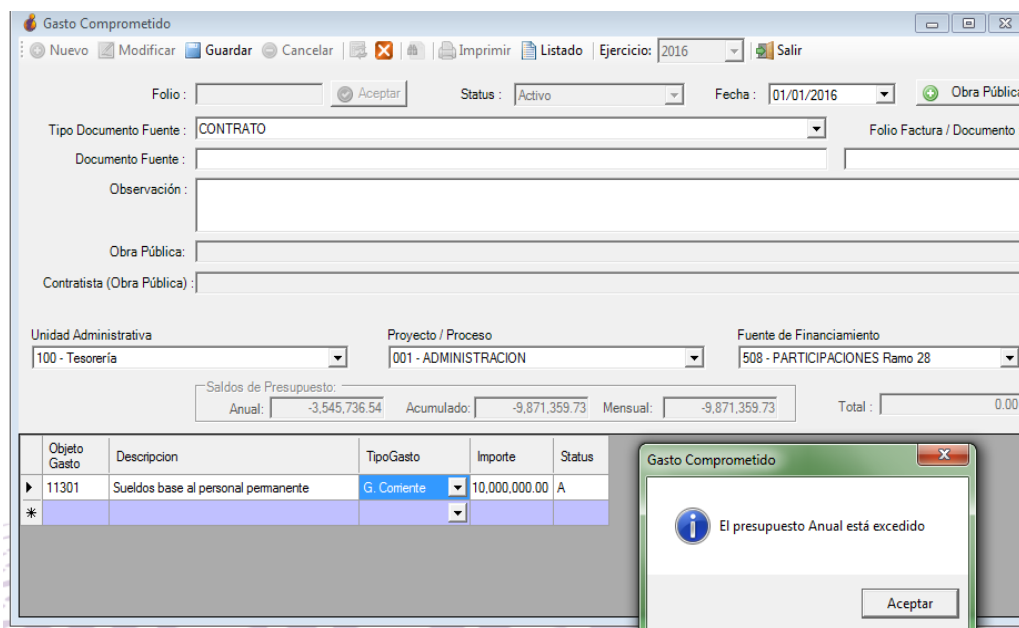 Gasto Comprometido
Nuevo Modificar Guardar Cancelar Imprimir Listado Ejercicio: 2016 Salir
Folio : Aceptar Status : Activo Fecha : 01/01/2016 Obra Públic
Tipo Documento Fuente : CONTRATO Folio Factura / Documento
Documento Fuente :
Observación :
Obra Pública:
Contratista (Obra Pública) :
Unidad Administrativa Proyecto / Proceso Fuente de Financiamiento
100 - Tesorería 001 - ADMINISTRACION 508 - PARTICIPACIONES Ramo 28
Saldos de Presupuesto:
Anual: -3,545,736.54 Acumulado: -9,871,359.73 Mensual: -9,871,359.73 Total : 0.00
Objeto Gasto Descripcion TipoGasto Importe Status
11301 Sueldos base al personal permanente G. Corriente 10,000,000.00 A
Gasto Comprometido
El presupuesto Anual está excedido
Aceptar